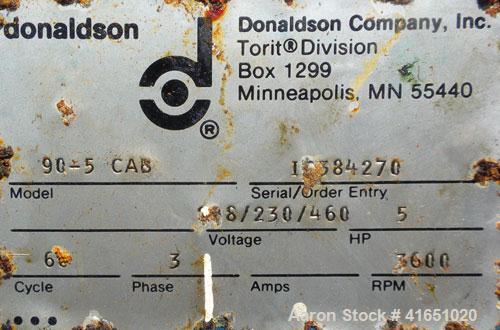 donaldson
Donaldson Company, Inc.
Torit® Division
Box 1299
Minneapolis, MN 55440
®
90-5 CAB
Model
Serial/Order Entry
/230/460 5
Voltage HP
3 3600
Cycle Phase Amps RPM
Aaron Stock # 41651020